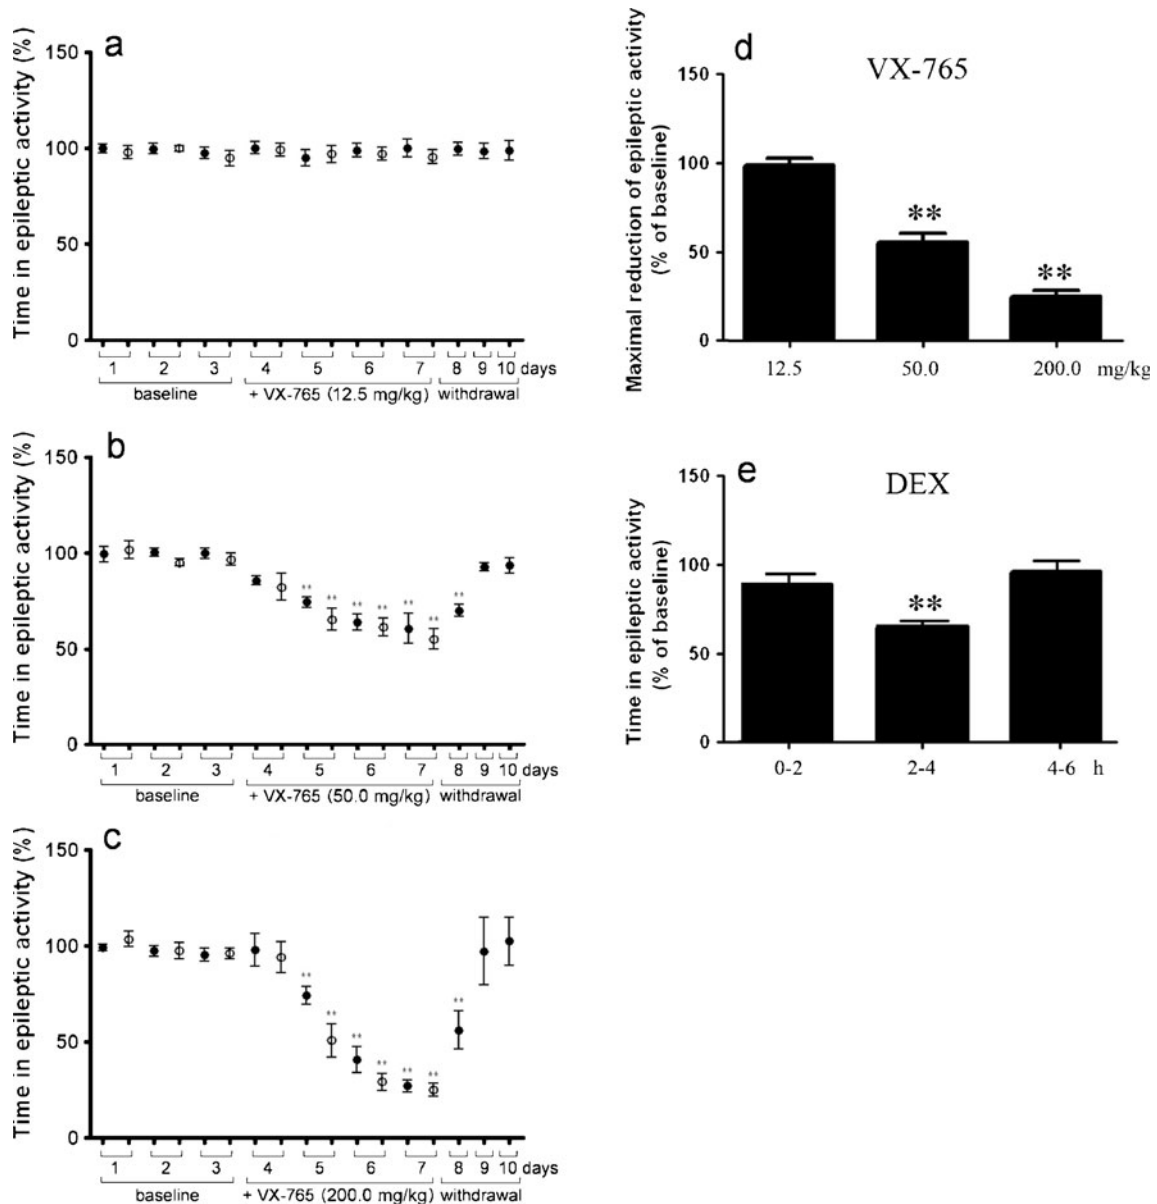 a
Time in epileptic activity (%)
150
100
50
0
1 2 3 4 5 6 7 8 9 10 days
baseline + VX-765 (12.5 mg/kg) withdrawal
b
Time in epileptic activity (%)
150
100
50
0
** ** ** ** ** ** **
1 2 3 4 5 6 7 8 9 10 days
baseline + VX-765 (50.0 mg/kg) withdrawal
c
Time in epileptic activity (%)
150
100
50
0
** ** ** ** ** ** **
1 2 3 4 5 6 7 8 9 10 days
baseline + VX-765 (200.0 mg/kg) withdrawal
d
VX-765
Maximal reduction of epileptic activity
(% of baseline)
150
100
50
0
**
**
12.5 50.0 200.0 mg/kg
e
DEX
Time in epileptic activity
(% of baseline)
150
100
50
0
**
0-2 2-4 4-6 h